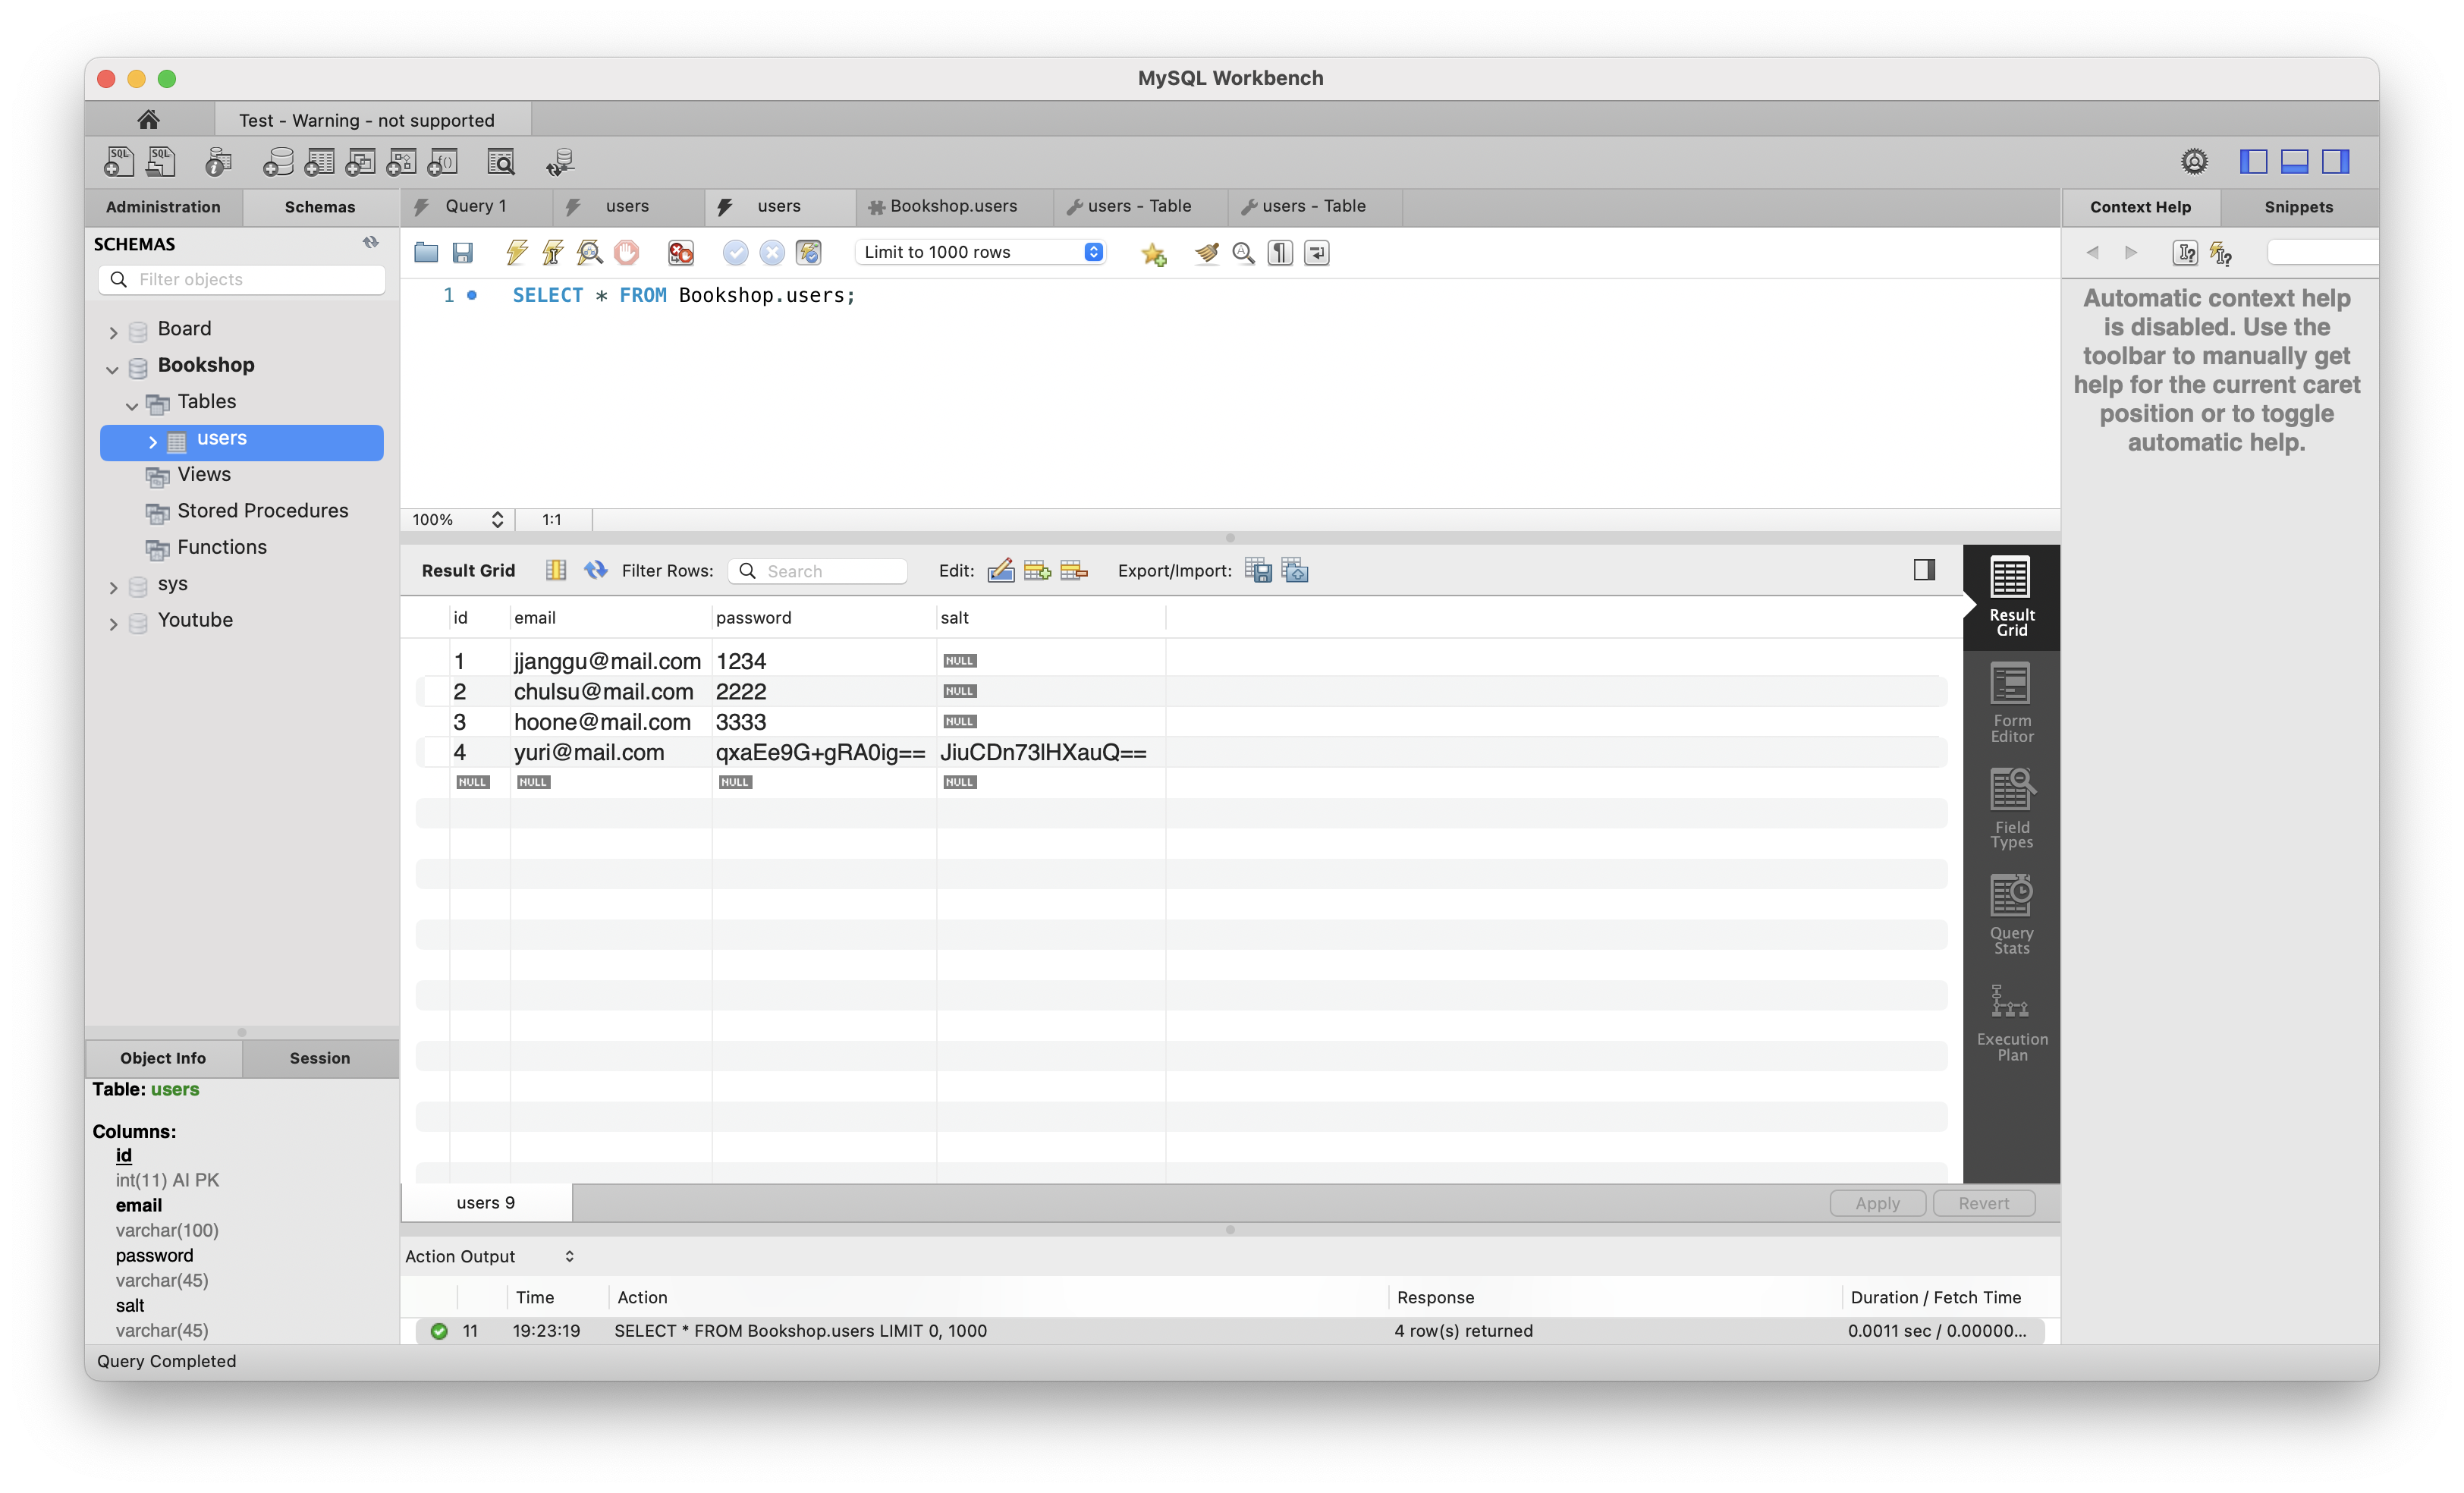 MySQL Workbench
Test - Warning - not supported
Administration
Schemas
SCHEMAS
Filter objects
Board
Bookshop
Tables
users
Views
Stored Procedures
Functions
sys
Youtube
Object Info
Session
Table: users
Columns:
id
int(11) AI PK
email
varchar(100)
password
varchar(45)
salt
varchar(45)
Query Completed
Query 1
users
users
Bookshop.users
users - Table
users - Table
Limit to 1000 rows
1 SELECT * FROM Bookshop.users;
100%
1:1
Result Grid
Filter Rows:
Search
Edit:
Export/Import:
id email password salt
1 jjanggu@mail.com 1234 NULL
2 chulsu@mail.com 2222 NULL
3 hoone@mail.com 3333 NULL
4 yuri@mail.com qxaEe9G+gRA0ig== JiuCDn73lHXauQ==
NULL NULL NULL NULL
Result
Grid
Form
Editor
Field
Types
Query
Stats
Execution
Plan
users 9
Apply
Revert
Action Output
Time Action Response Duration / Fetch Time
11 19:23:19 SELECT * FROM Bookshop.users LIMIT 0, 1000 4 row(s) returned 0.0011 sec / 0.00000...
Context Help
Snippets
Automatic context help
is disabled. Use the
toolbar to manually get
help for the current caret
position or to toggle
automatic help.